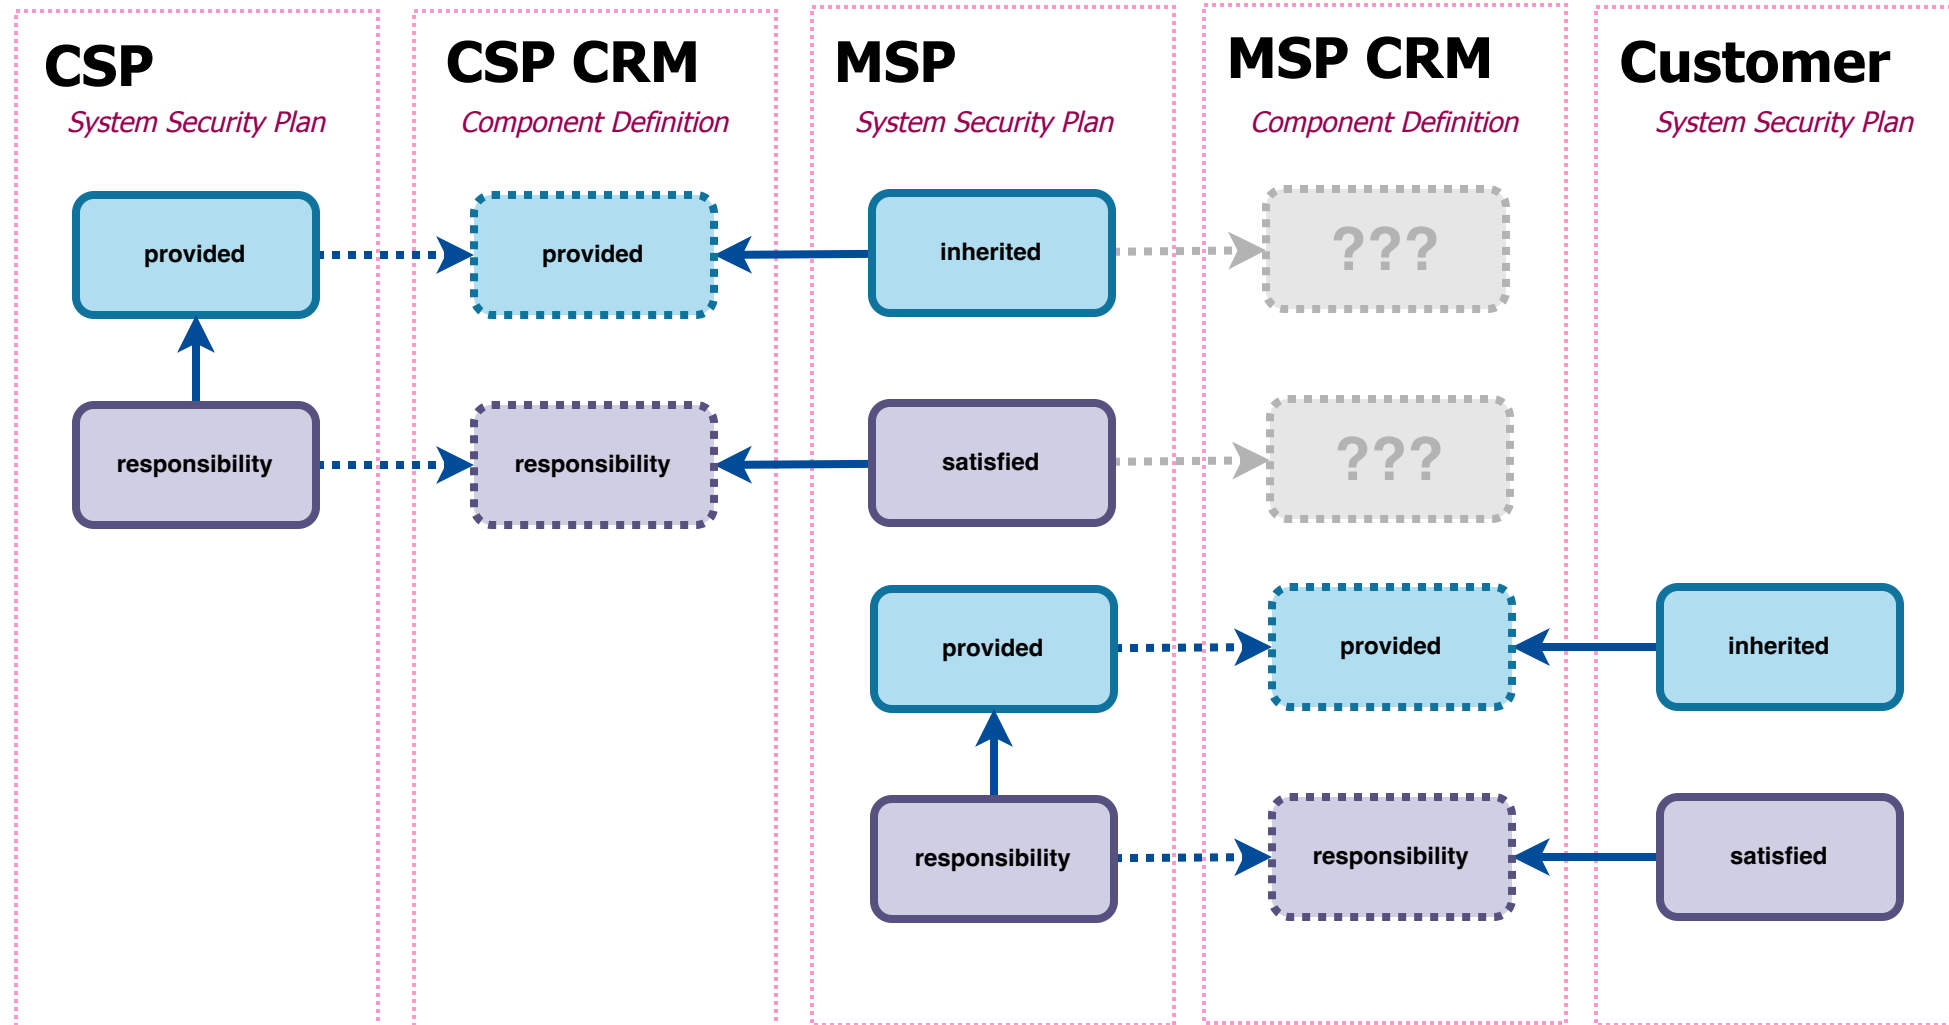 CSP
System Security Plan
CSP CRM
Component Definition
MSP
System Security Plan
MSP CRM
Component Definition
Customer
System Security Plan
provided
provided
inherited
???
responsibility
responsibility
satisfied
???
provided
provided
inherited
responsibility
responsibility
satisfied